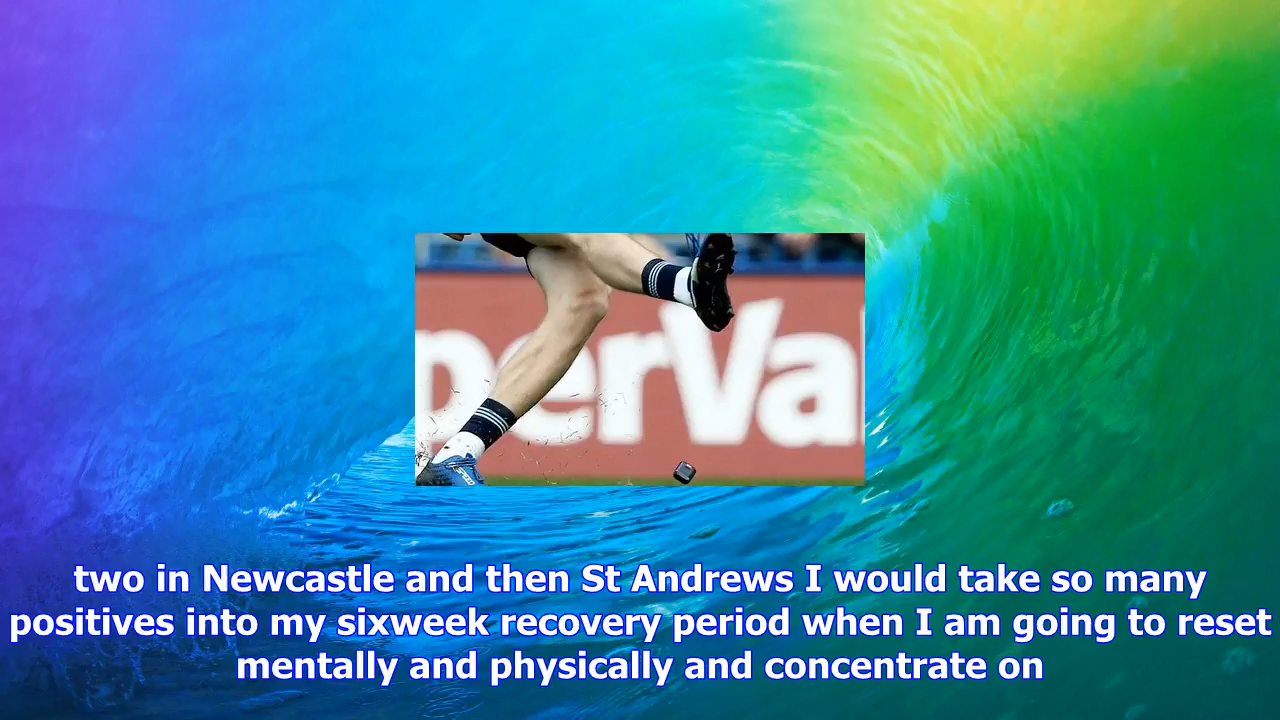 perVa
two in Newcastle and then St Andrews I would take so many
positives into my sixweek recovery period when I am going to reset
mentally and physically and concentrate on